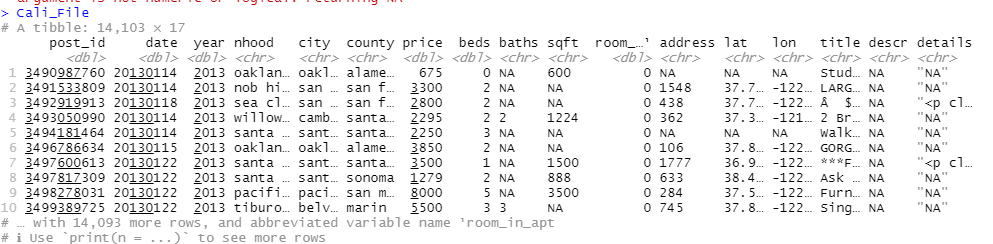 argument is not numeric or logical: returning NA
> Cali_File
# A tibble: 14,103 × 17
post_id date year nhood city county price beds baths sqft room_…¹ address lat lon title descr details
<dbl> <dbl> <dbl> <chr> <chr> <chr> <dbl> <dbl> <chr> <chr> <dbl> <chr> <chr> <chr> <chr> <chr> <chr>
1 3490987760 20130114 2013 oaklan… oakl… alame… 675 0 NA 600 0 NA NA NA Stud… NA "NA"
2 3491533809 20130114 2013 nob hi… san … san f… 3300 2 NA NA 0 1548 37.7… -122… LARG… NA "NA"
3 3492919913 20130118 2013 sea cl… san … san f… 2800 2 NA NA 0 438 37.7… -122… Â  $… NA "<p cl…
4 3493050990 20130114 2013 willow… camb… santa… 2295 2 2 1224 0 362 37.3… -121… 2 Br… NA "NA"
5 3494181464 20130114 2013 santa … sant… santa… 2250 3 NA NA 0 NA NA NA Walk… NA "NA"
6 3496786634 20130115 2013 oaklan… oakl… alame… 3850 2 NA NA 0 106 37.8… -122… GORG… NA "NA"
7 3497600613 20130122 2013 santa … sant… santa… 3500 1 NA 1500 0 1777 36.9… -122… ***F… NA "<p cl…
8 3497817309 20130122 2013 santa … sant… sonoma 1279 2 NA 888 0 633 38.4… -122… Ask … NA "NA"
9 3498278031 20130122 2013 pacifi… paci… san m… 8000 5 NA 3500 0 284 37.5… -122… Furn… NA "NA"
10 3499389725 20130122 2013 tiburo… belv… marin 5500 3 3 NA 0 745 37.8… -122… Sing… NA "NA"
# … with 14,093 more rows, and abbreviated variable name ¹​room_in_apt
# ℹ Use `print(n = ...)` to see more rows